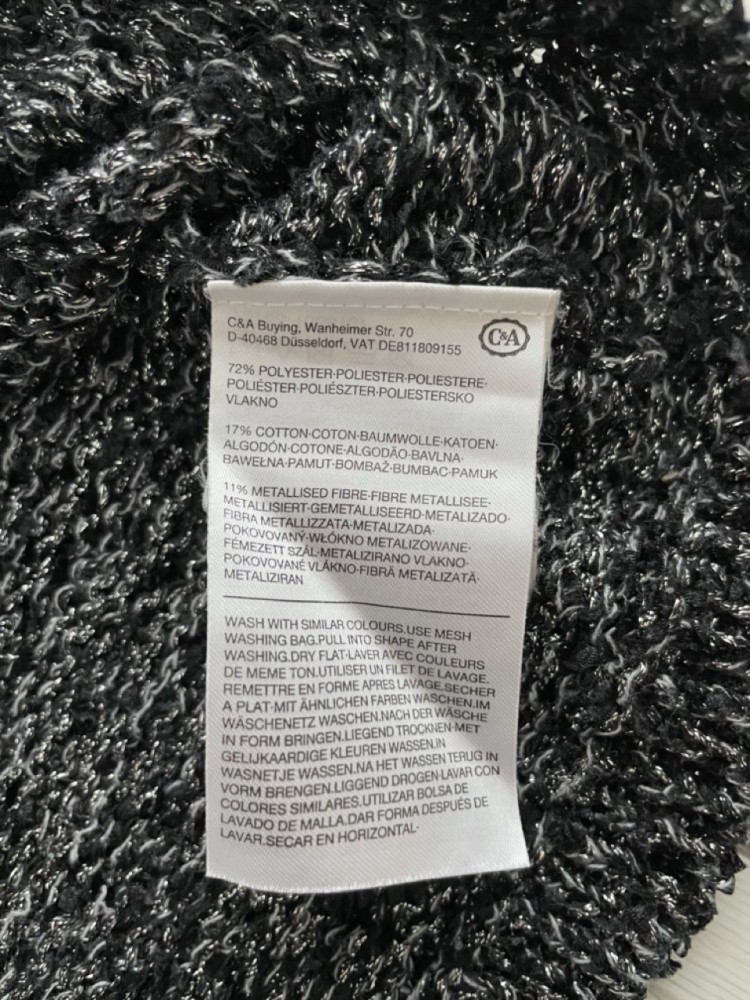 C&A Buying, Wanheimer Str. 70
D-40468 Düsseldorf, VAT DE811809155
C&A
72% POLYESTER·POLIESTER·POLIESTERE·
POLIÉSTER·POLIÉSZTER·POLIESTERSKO
VLAKNO
17% COTTON·COTON·BAUMWOLLE·KATOEN·
ALGODÓN·COTONE·ALGODÃO·BAVLNA·
BAWEŁNA·PAMUT·BOMBAŽ·BUMBAC·PAMUK
11% METALLISED FIBRE·FIBRE METALLISEE·
METALLISIERT·GEMETALLISEERD·METALIZADO·
FIBRA METALLIZZATA·METALIZADA·
POKOVOVANÝ·WŁÓKNO METALIZOWANE·
FÉMEZETT SZÁL·METALIZIRANO VLAKNO·
POKOVOVANÉ VLÁKNO·FIBRĂ METALIZATĂ·
METALIZIRAN
WASH WITH SIMILAR COLOURS.USE MESH
WASHING BAG.PULL INTO SHAPE AFTER
WASHING.DRY FLAT·LAVER AVEC COULEURS
DE MEME TON.UTILISER UN FILET DE LAVAGE.
REMETTRE EN FORME APRES LAVAGE.SECHER
A PLAT·MIT ÄHNLICHEN FARBEN WASCHEN.IM
WÄSCHENETZ WASCHEN.NACH DER WÄSCHE
IN FORM BRINGEN.LIEGEND TROCKNEN·MET
GELIJKAARDIGE KLEUREN WASSEN.IN
WASNETJE WASSEN.NA HET WASSEN TERUG IN
VORM BRENGEN.LIGGEND DROGEN·LAVAR CON
COLORES SIMILARES.UTILIZAR BOLSA DE
LAVADO DE MALLA.DAR FORMA DESPUÉS DE
LAVAR.SECAR EN HORIZONTAL·